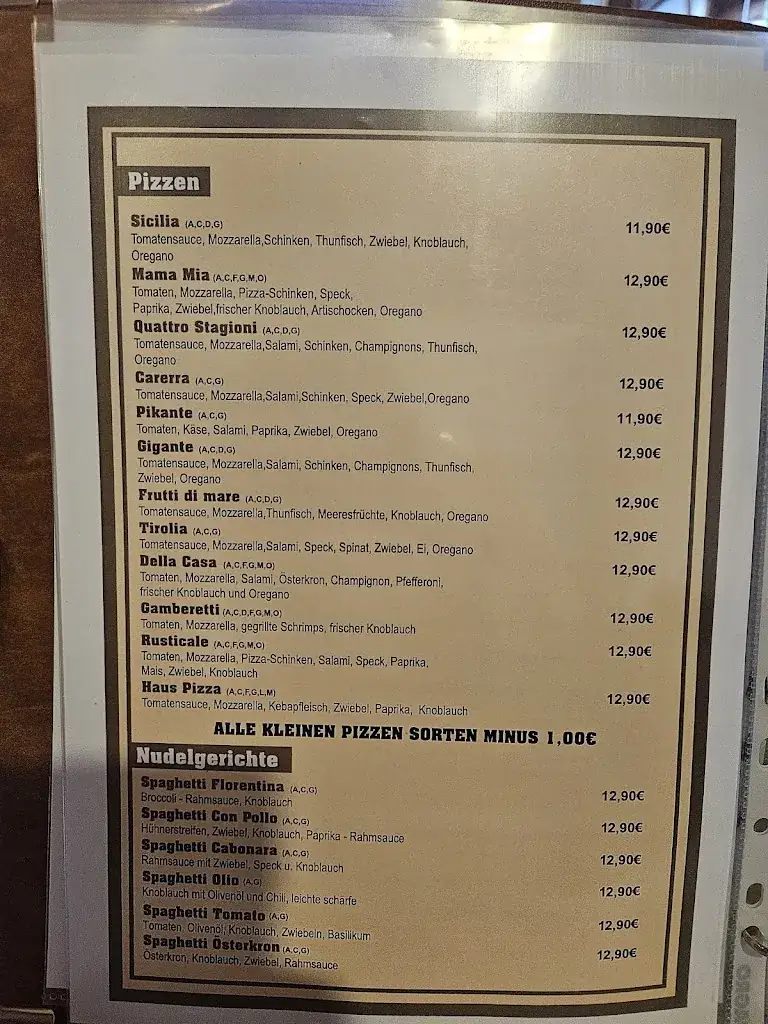 Pizzen
Sicilia (A,C,D,G) 11,90€
Tomatensauce, Mozzarella,Schinken, Thunfisch, Zwiebel, Knoblauch,
Oregano
Mama Mia (A,C,F,G,M,O) 12,90€
Tomaten, Mozzarella, Pizza-Schinken, Speck,
Paprika, Zwiebel,frischer Knoblauch, Artischocken, Oregano
Quattro Stagioni (A,C,D,G) 12,90€
Tomatensauce, Mozzarella,Salami, Schinken, Champignons, Thunfisch,
Oregano
Carerra (A,C,G) 12,90€
Tomatensauce, Mozzarella,Salami,Schinken, Speck, Zwiebel,Oregano
Pikante (A,C,G) 11,90€
Tomaten, Käse, Salami, Paprika, Zwiebel, Oregano
Gigante (A,C,D,G) 12,90€
Tomatensauce, Mozzarella,Salami, Schinken, Champignons, Thunfisch,
Zwiebel, Oregano
Frutti di mare (A,C,D,G) 12,90€
Tomatensauce, Mozzarella,Thunfisch, Meeresfrüchte, Knoblauch, Oregano
Tirolia (A,C,G) 12,90€
Tomatensauce, Mozzarella,Salami, Speck, Spinat, Zwiebel, Ei, Oregano
Della Casa (A,C,F,G,M,O) 12,90€
Tomaten, Mozzarella, Salami, Österkron, Champignon, Pfefferoni,
frischer Knoblauch und Oregano
Gamberetti (A,C,D,F,G,M,O) 12,90€
Tomaten, Mozzarella, gegrillte Schrimps, frischer Knoblauch
Rusticale (A,C,F,G,M,O) 12,90€
Tomaten, Mozzarella, Pizza-Schinken, Salami, Speck, Paprika,
Mais, Zwiebel, Knoblauch
Haus Pizza (A,C,F,G,L,M) 12,90€
Tomatensauce, Mozzarella, Kebapfleisch, Zwiebel, Paprika, Knoblauch
ALLE KLEINEN PIZZEN SORTEN MINUS 1,00€
Nudelgerichte
Spaghetti Florentina (A,C,G) 12,90€
Broccoli - Rahmsauce, Knoblauch
Spaghetti Con Pollo (A,C,G) 12,90€
Hühnerstreifen, Zwiebel, Knoblauch, Paprika - Rahmsauce
Spaghetti Cabonara (A,C,G) 12,90€
Rahmsauce mit Zwiebel, Speck u. Knoblauch
Spaghetti Olio (A,G) 12,90€
Knoblauch mit Olivenöl und Chili, leichte schärfe
Spaghetti Tomato (A,G) 12,90€
Tomaten, Olivenöl, Knoblauch, Zwiebeln, Basilikum
Spaghetti Österkron (A,C,G) 12,90€
Österkron, Knoblauch, Zwiebel, Rahmsauce